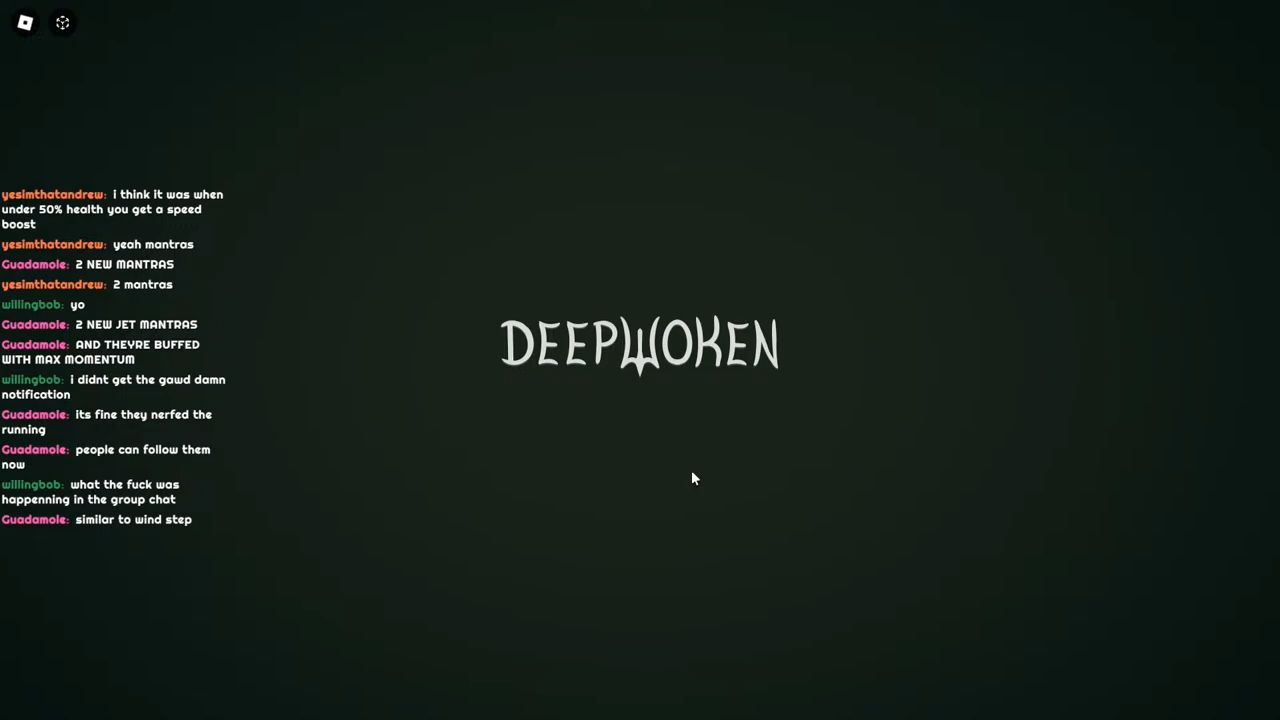 yesimthatandrew: i think it was when
under 50% health you get a speed
boost
yesimthatandrew: yeah mantras
Guadamole: 2 NEW MANTRAS
yesimthatandrew: 2 mantras
willingbob: yo
Guadamole: 2 NEW JET MANTRAS
Guadamole: AND THEYRE BUFFED
WITH MAX MOMENTUM
willingbob: i didnt get the gawd damn
notification
Guadamole: its fine they nerfed the
running
Guadamole: people can follow them
now
willingbob: what the fuck was
happenning in the group chat
Guadamole: similar to wind step
DEEPWOKEN